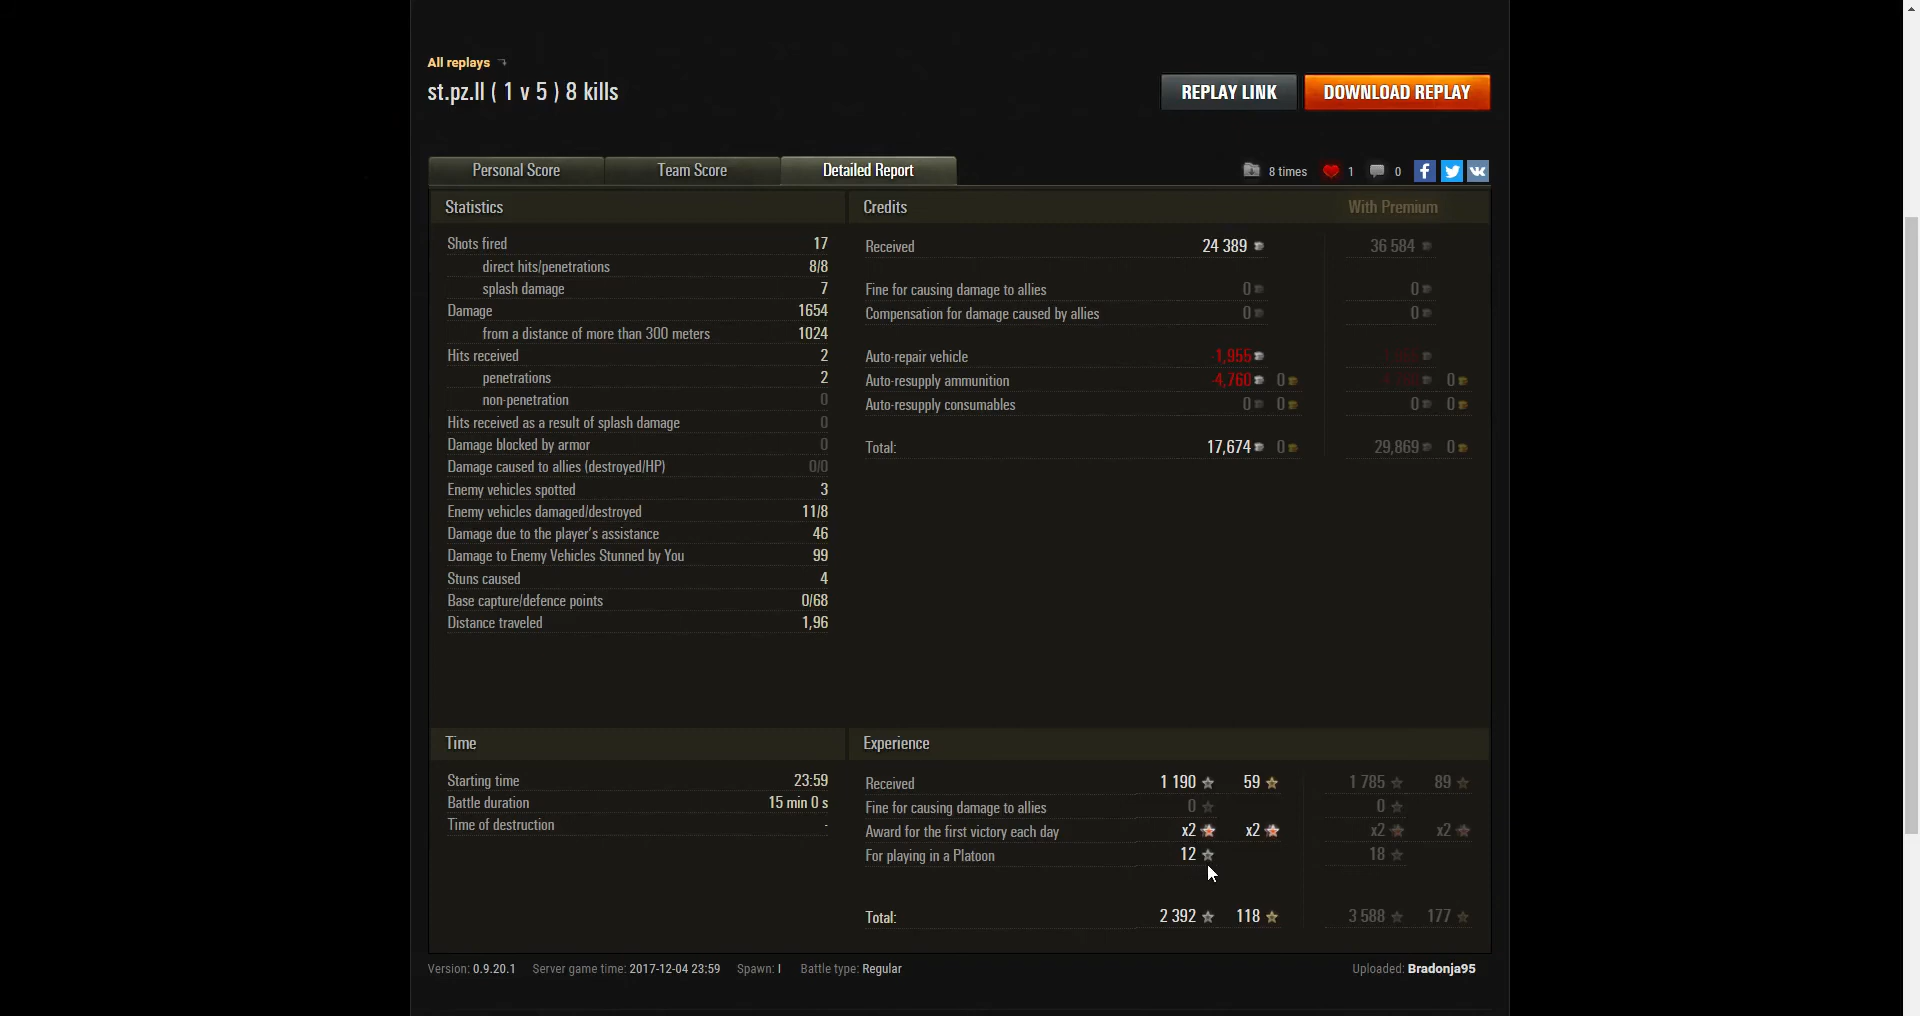 All replays
st.pz.ll ( 1 v 5 ) 8 kills
REPLAY LINK
DOWNLOAD REPLAY
Personal Score
Team Score
Detailed Report
8 times
1
0
Statistics
Shots fired 17
direct hits/penetrations 8/8
splash damage 7
Damage 1654
from a distance of more than 300 meters 1024
Hits received 2
penetrations 2
non-penetration 0
Hits received as a result of splash damage 0
Damage blocked by armor 0
Damage caused to allies (destroyed/HP) 0/0
Enemy vehicles spotted 3
Enemy vehicles damaged/destroyed 11/8
Damage due to the player's assistance 46
Damage to Enemy Vehicles Stunned by You 99
Stuns caused 4
Base capture/defence points 0/68
Distance traveled 1,96
Credits With Premium
Received 24 389 36 584
Fine for causing damage to allies 0 0
Compensation for damage caused by allies 0 0
Auto-repair vehicle -1,955
Auto-resupply ammunition -4,760 0 0
Auto-resupply consumables 0 0 0 0
Total: 17,674 0 29,869 0
Time
Starting time 23:59
Battle duration 15 min 0 s
Time of destruction -
Experience
Received 1 190 59 1 785 89
Fine for causing damage to allies 0 0
Award for the first victory each day x2 x2 x2 x2
For playing in a Platoon 12 18
Total: 2 392 118 3 588 177
Version: 0.9.20.1 Server game time: 2017-12-04 23:59 Spawn: I Battle type: Regular
Uploaded: Bradonja95